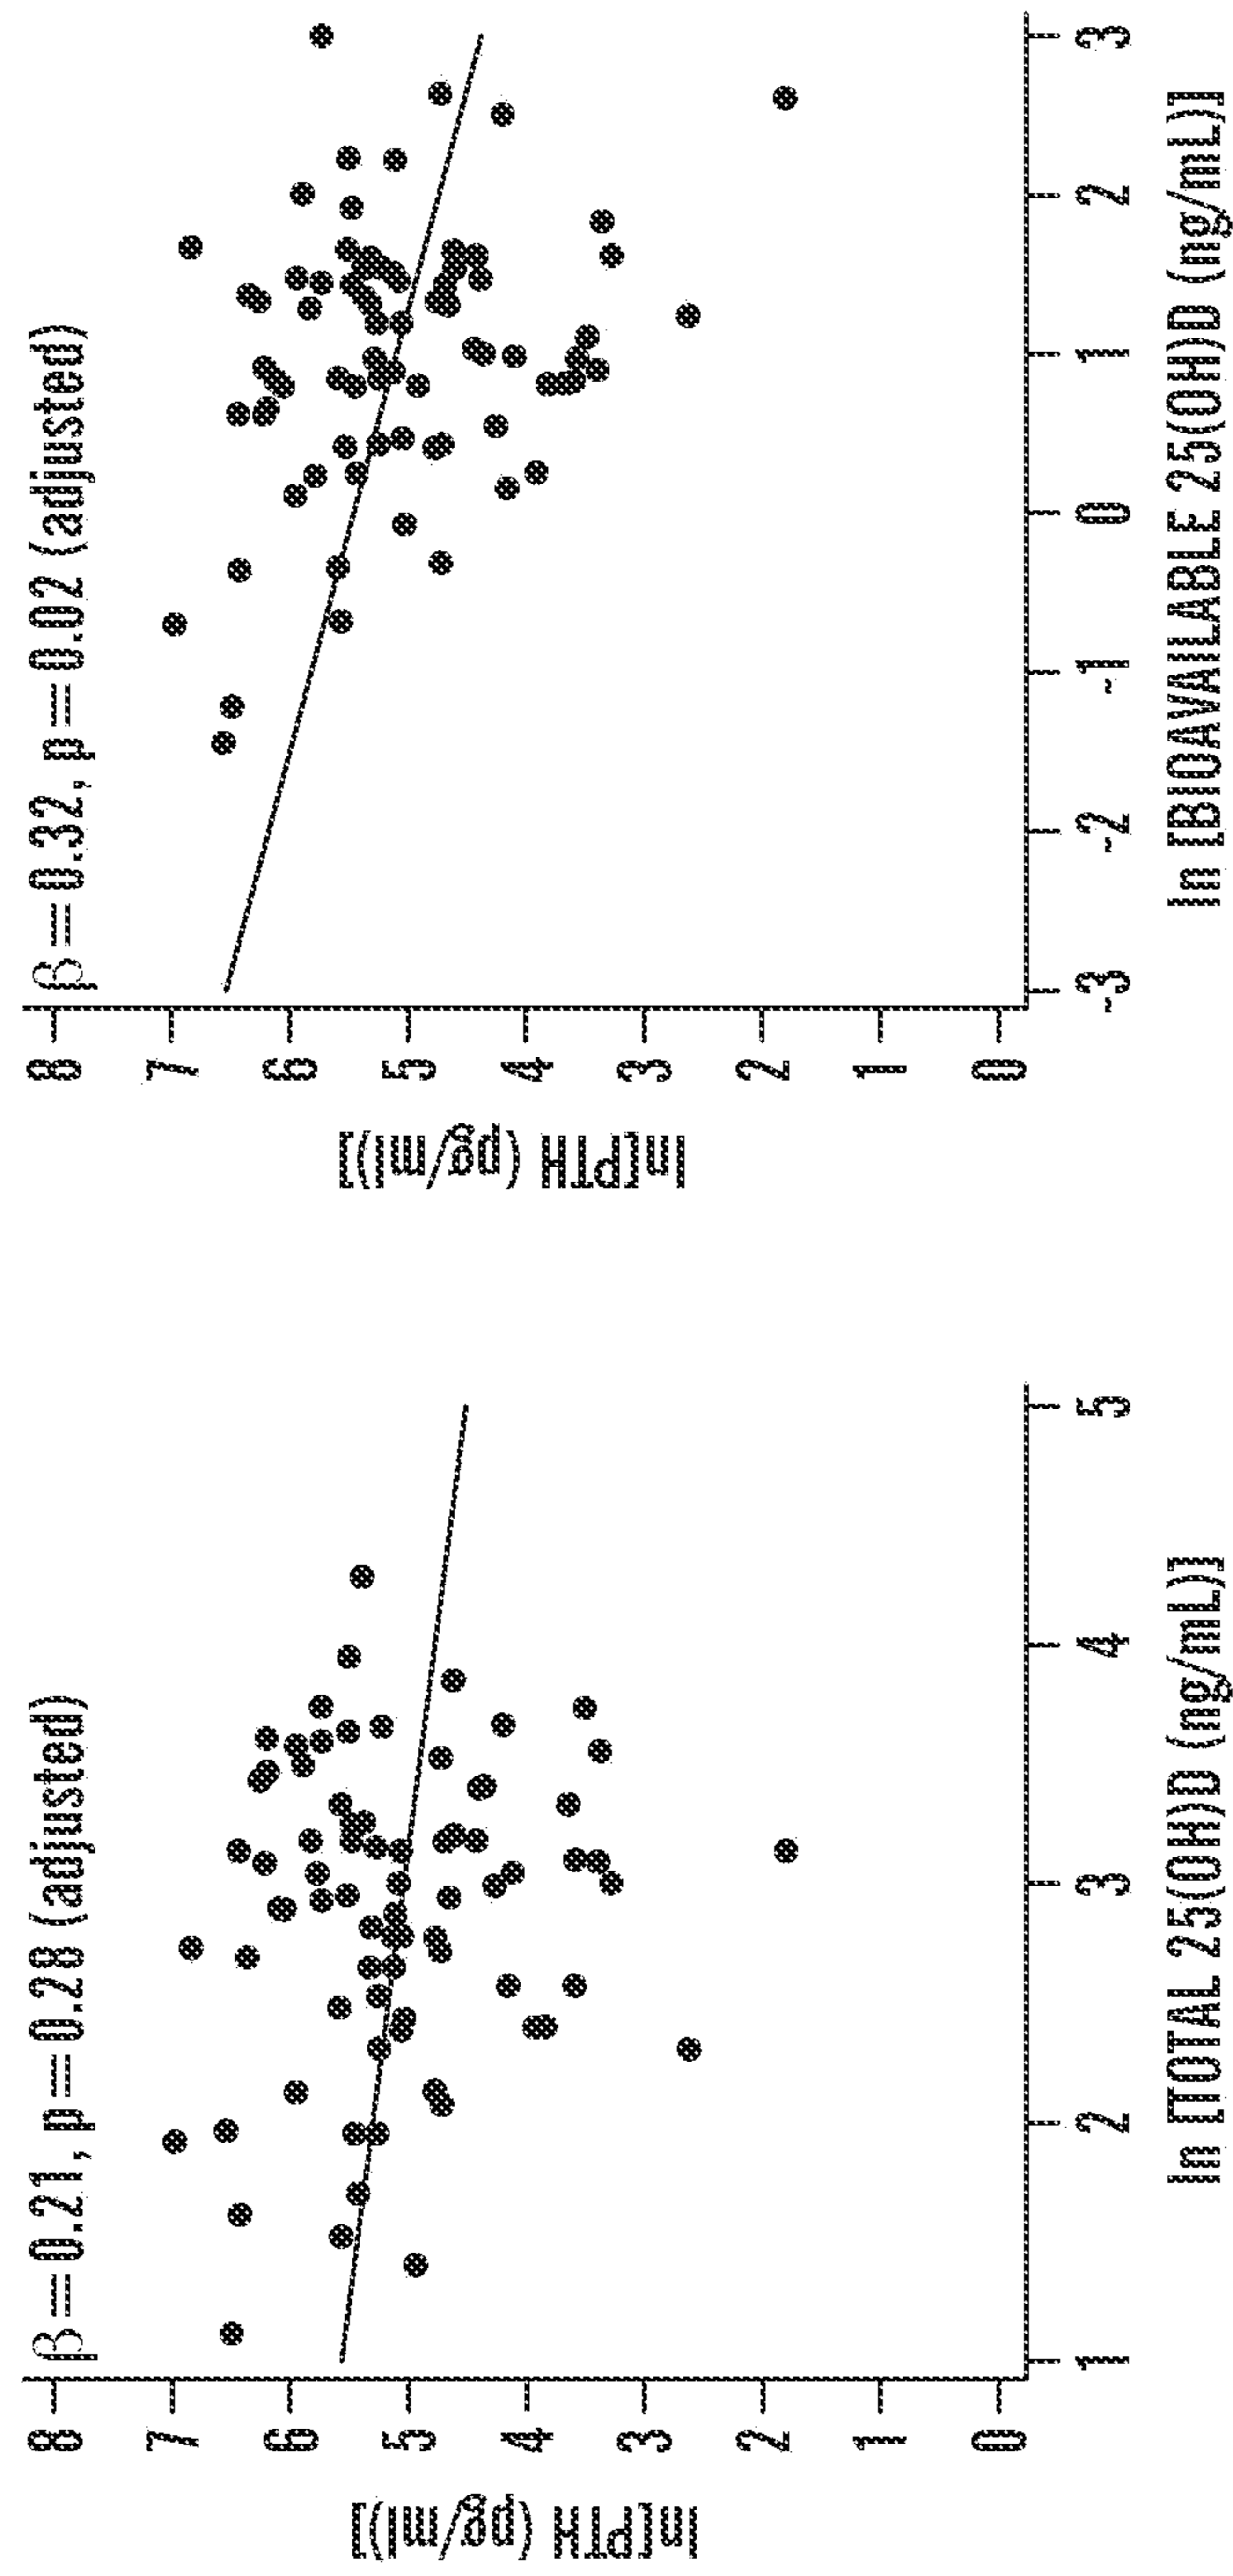 β=0.21, p=0.28 (adjusted)
8
7
6
5
4
3
2
1
0
ln[PTH (pg/ml)]
1 2 3 4 5
ln [TOTAL 25(OH)D (ng/mL)]
β=0.32, p=0.02 (adjusted)
8
7
6
5
4
3
2
1
0
ln[PTH (pg/ml)]
-3 -2 -1 0 1 2 3
ln [BIOAVAILABLE 25(OH)D (ng/mL)]